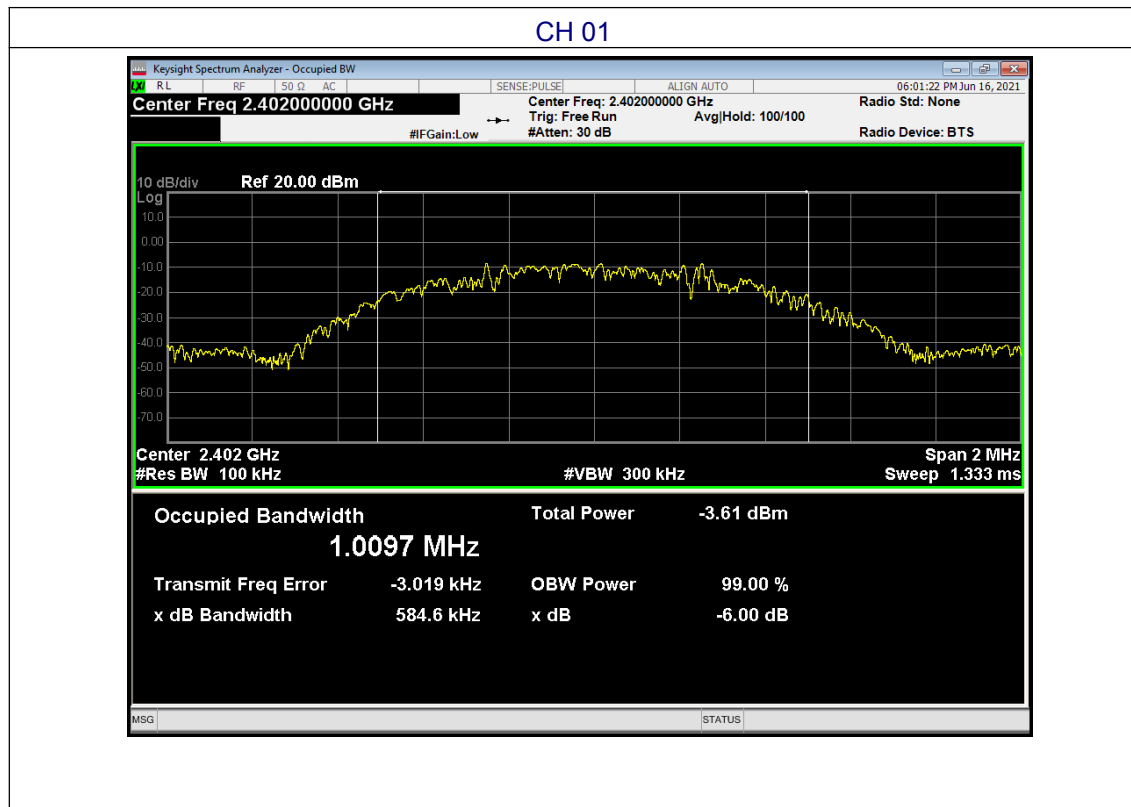 CH 01
Keysight Spectrum Analyzer - Occupied BW
LXI RL RF 50 Ω AC SENSE:PULSE ALIGN AUTO 06:01:22 PM Jun 16, 2021
Center Freq 2.402000000 GHz Center Freq: 2.402000000 GHz Radio Std: None
Trig: Free Run Avg|Hold: 100/100
#IFGain:Low #Atten: 30 dB Radio Device: BTS
10 dB/div Ref 20.00 dBm
Log
10.0
0.00
-10.0
-20.0
-30.0
-40.0
-50.0
-60.0
-70.0
Center 2.402 GHz Span 2 MHz
#Res BW 100 kHz #VBW 300 kHz Sweep 1.333 ms
Occupied Bandwidth Total Power -3.61 dBm
1.0097 MHz
Transmit Freq Error -3.019 kHz OBW Power 99.00 %
x dB Bandwidth 584.6 kHz x dB -6.00 dB
MSG STATUS